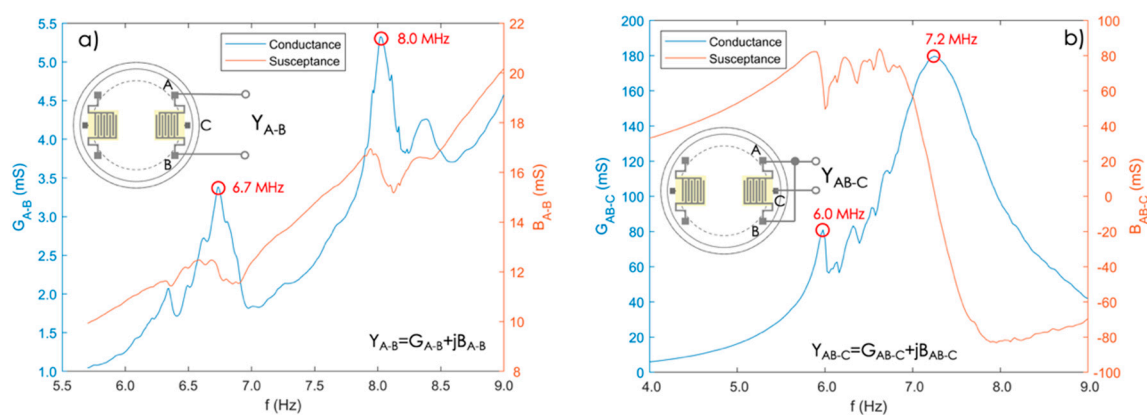 a)
Conductance
Susceptance
8.0 MHz
6.7 MHz
A
C
B
Y_A-B
Y_A-B=G_A-B+jB_A-B
G_A-B (mS)
B_A-B (mS)
5.5
5.0
4.5
4.0
3.5
3.0
2.5
2.0
1.5
1.0
22
20
18
16
14
12
10
8
5.5 6.0 6.5 7.0 7.5 8.0 8.5 9.0
f (Hz)
b)
Conductance
Susceptance
7.2 MHz
6.0 MHz
A
C
B
Y_AB-C
Y_AB-C=G_AB-C+jB_AB-C
G_AB-C (mS)
B_AB-C (mS)
200
180
160
140
120
100
80
60
40
20
0
100
80
60
40
20
0
-20
-40
-60
-80
-100
4.0 5.0 6.0 7.0 8.0 9.0
f (Hz)